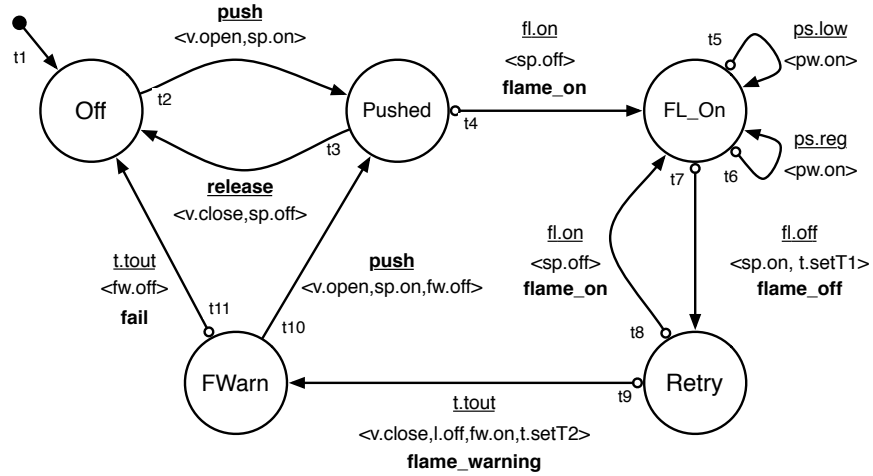 push
<v.open,sp.on>
fl.on
<sp.off>
flame_on
t5
ps.low
<pw.on>
t1
Off
t2
Pushed
t4
FL_On
t3
ps.reg
<pw.on>
t7
t6
release
<v.close,sp.off>
fl.on
<sp.off>
flame_on
fl.off
<sp.on, t.setT1>
flame_off
t.tout
<fw.off>
fail
push
<v.open,sp.on,fw.off>
t11
t10
t8
FWarn
Retry
t9
t.tout
<v.close,l.off,fw.on,t.setT2>
flame_warning